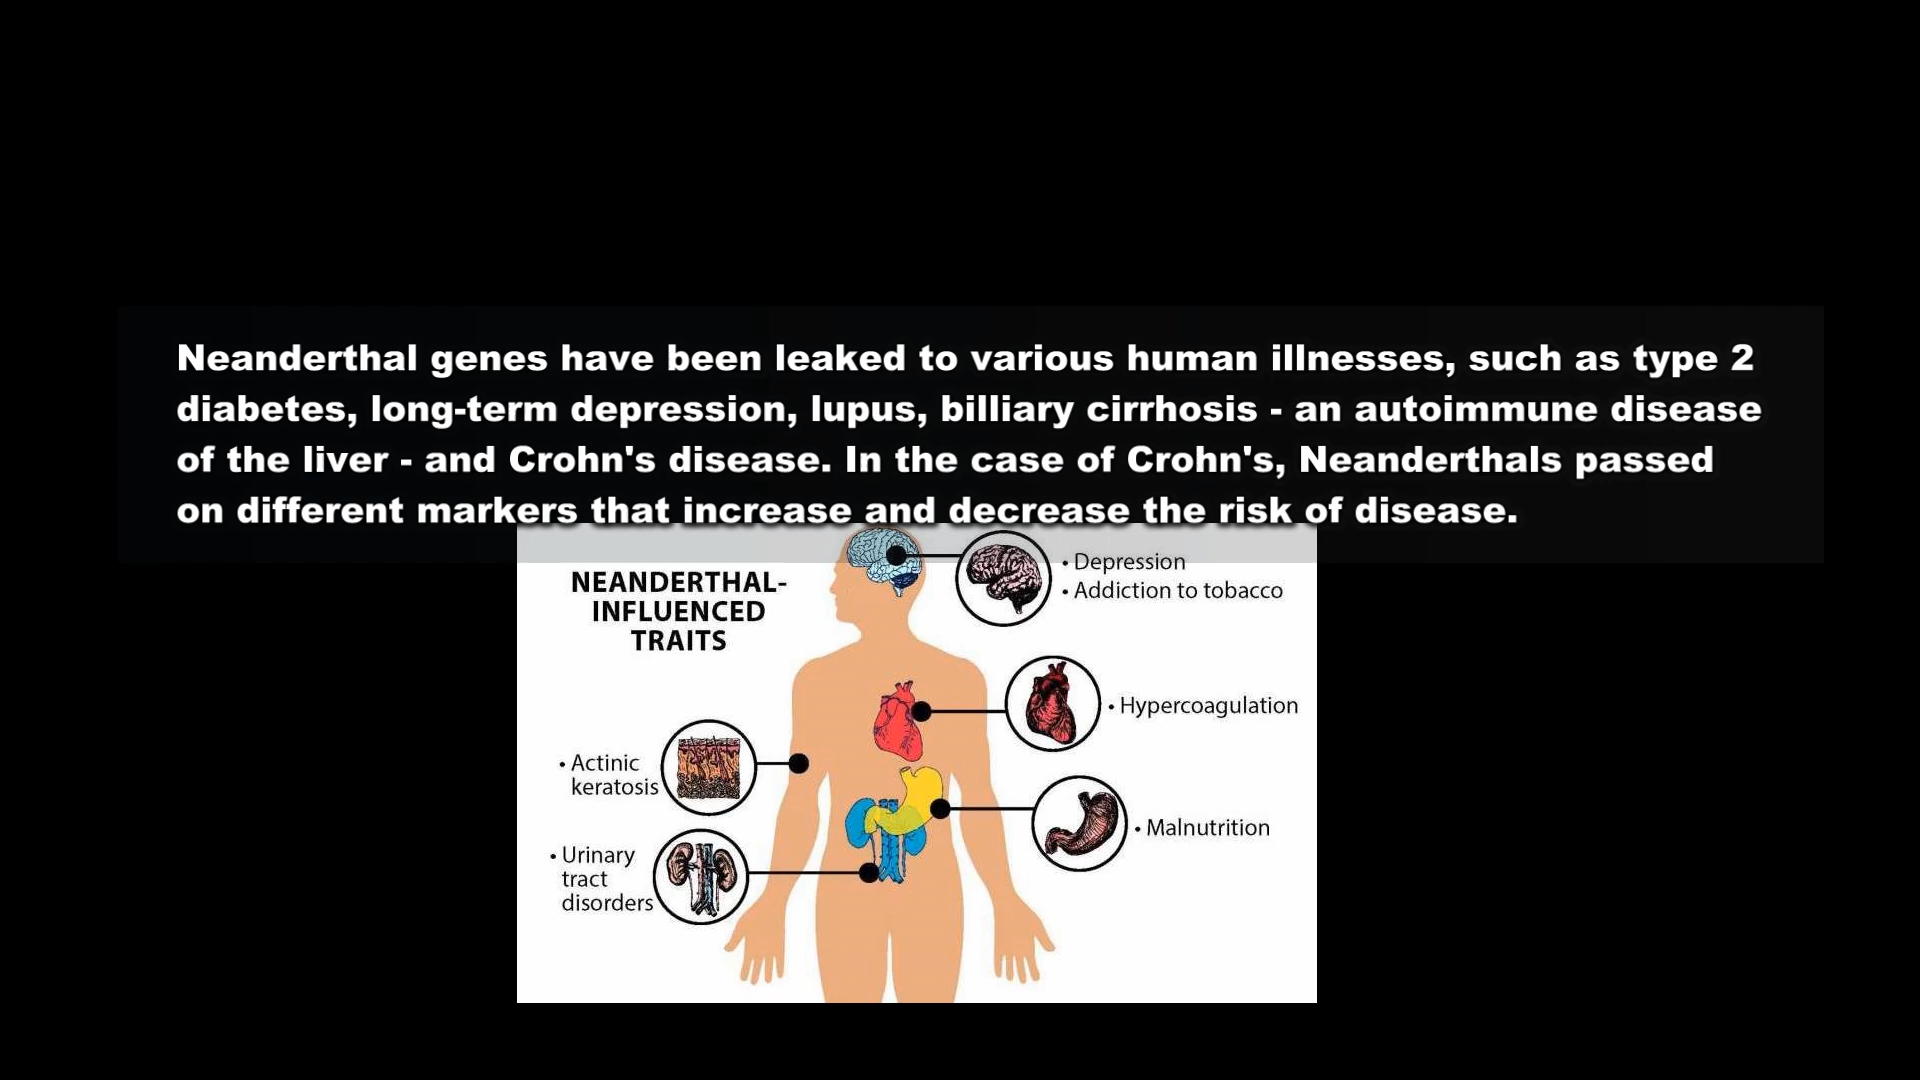 Neanderthal genes have been leaked to various human illnesses, such as type 2
diabetes, long-term depression, lupus, billiary cirrhosis - an autoimmune disease
of the liver - and Crohn's disease. In the case of Crohn's, Neanderthals passed
on different markers that increase and decrease the risk of disease.
NEANDERTHAL-
INFLUENCED
TRAITS
• Depression
• Addiction to tobacco
• Hypercoagulation
• Actinic
keratosis
• Malnutrition
• Urinary
tract
disorders